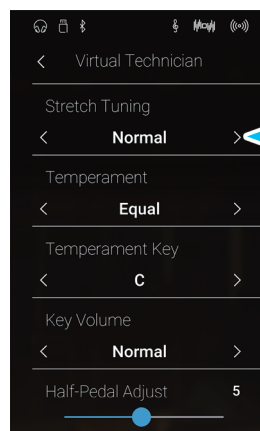 Virtual Technician
Stretch Tuning
Normal
Temperament
Equal
Temperament Key
C
Key Volume
Normal
Half-Pedal Adjust 5